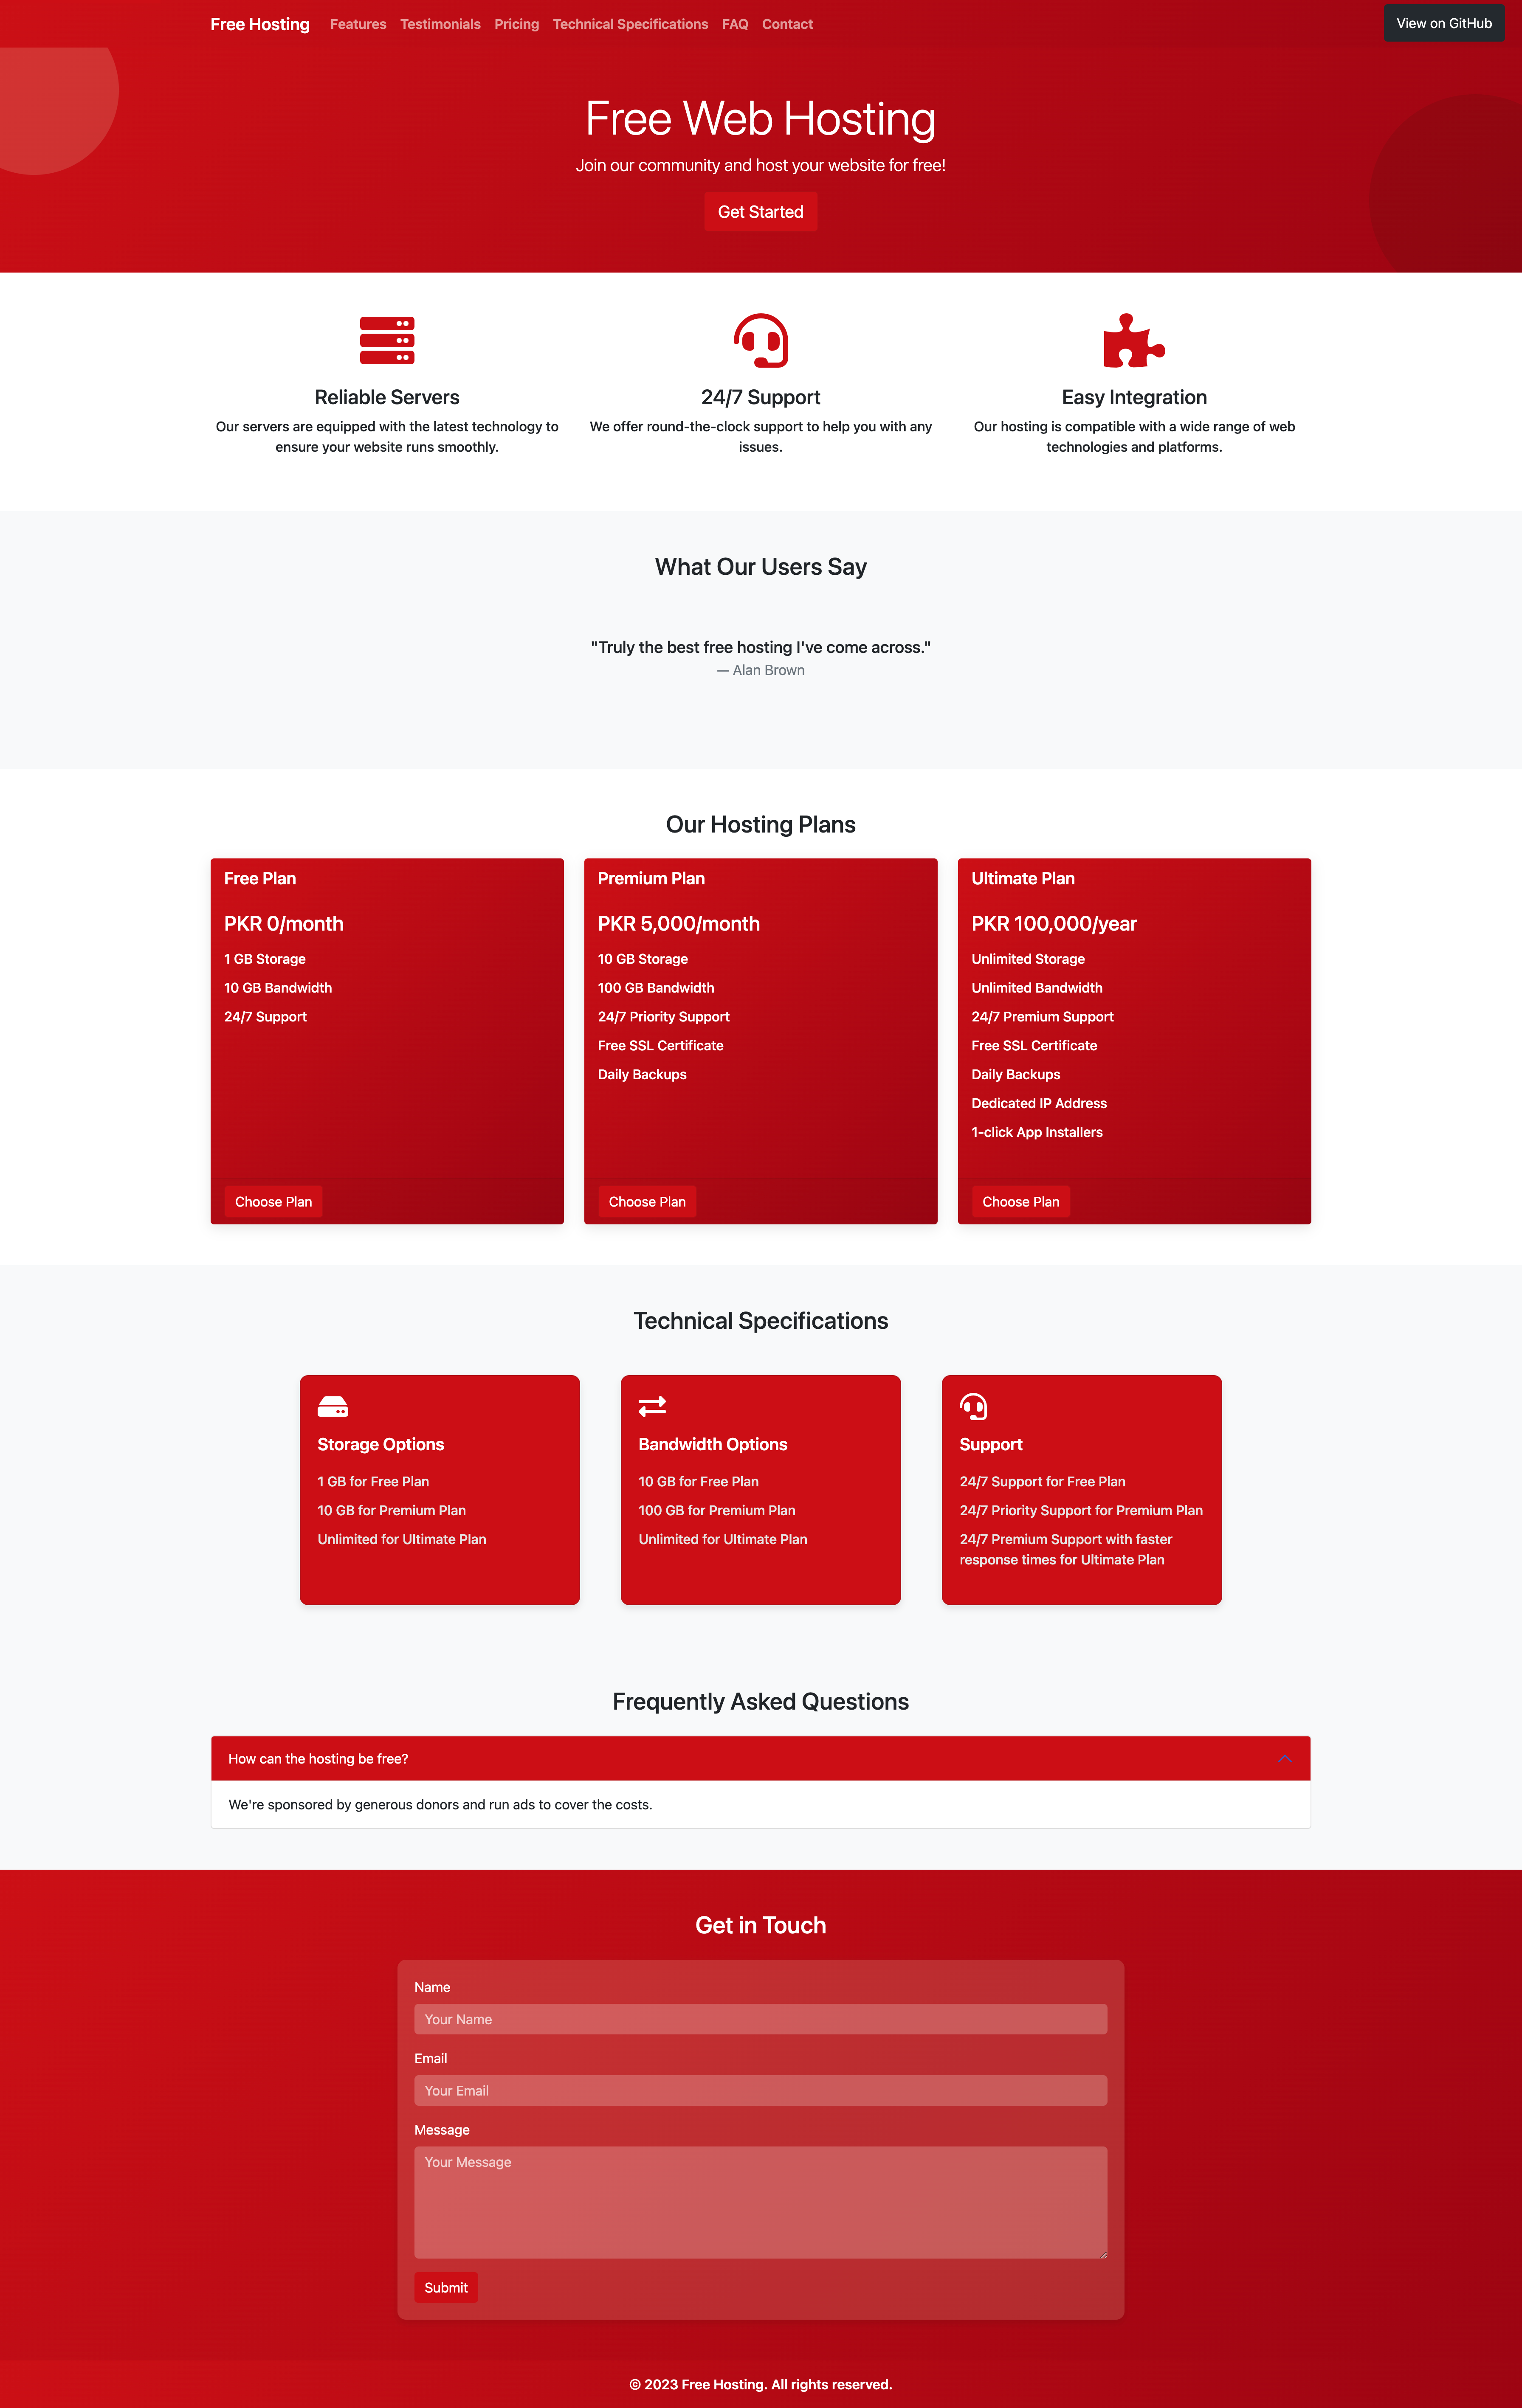 Free Hosting Features Testimonials Pricing Technical Specifications FAQ Contact View on GitHub
Free Web Hosting
Join our community and host your website for free!
Get Started
Reliable Servers
Our servers are equipped with the latest technology to
ensure your website runs smoothly.
24/7 Support
We offer round-the-clock support to help you with any
issues.
Easy Integration
Our hosting is compatible with a wide range of web
technologies and platforms.
What Our Users Say
"Truly the best free hosting I've come across."
— Alan Brown
Our Hosting Plans
Free Plan
PKR 0/month
1 GB Storage
10 GB Bandwidth
24/7 Support
Choose Plan
Premium Plan
PKR 5,000/month
10 GB Storage
100 GB Bandwidth
24/7 Priority Support
Free SSL Certificate
Daily Backups
Choose Plan
Ultimate Plan
PKR 100,000/year
Unlimited Storage
Unlimited Bandwidth
24/7 Premium Support
Free SSL Certificate
Daily Backups
Dedicated IP Address
1-click App Installers
Choose Plan
Technical Specifications
Storage Options
1 GB for Free Plan
10 GB for Premium Plan
Unlimited for Ultimate Plan
Bandwidth Options
10 GB for Free Plan
100 GB for Premium Plan
Unlimited for Ultimate Plan
Support
24/7 Support for Free Plan
24/7 Priority Support for Premium Plan
24/7 Premium Support with faster
response times for Ultimate Plan
Frequently Asked Questions
How can the hosting be free?
We're sponsored by generous donors and run ads to cover the costs.
Get in Touch
Name
Your Name
Email
Your Email
Message
Your Message
Submit
© 2023 Free Hosting. All rights reserved.